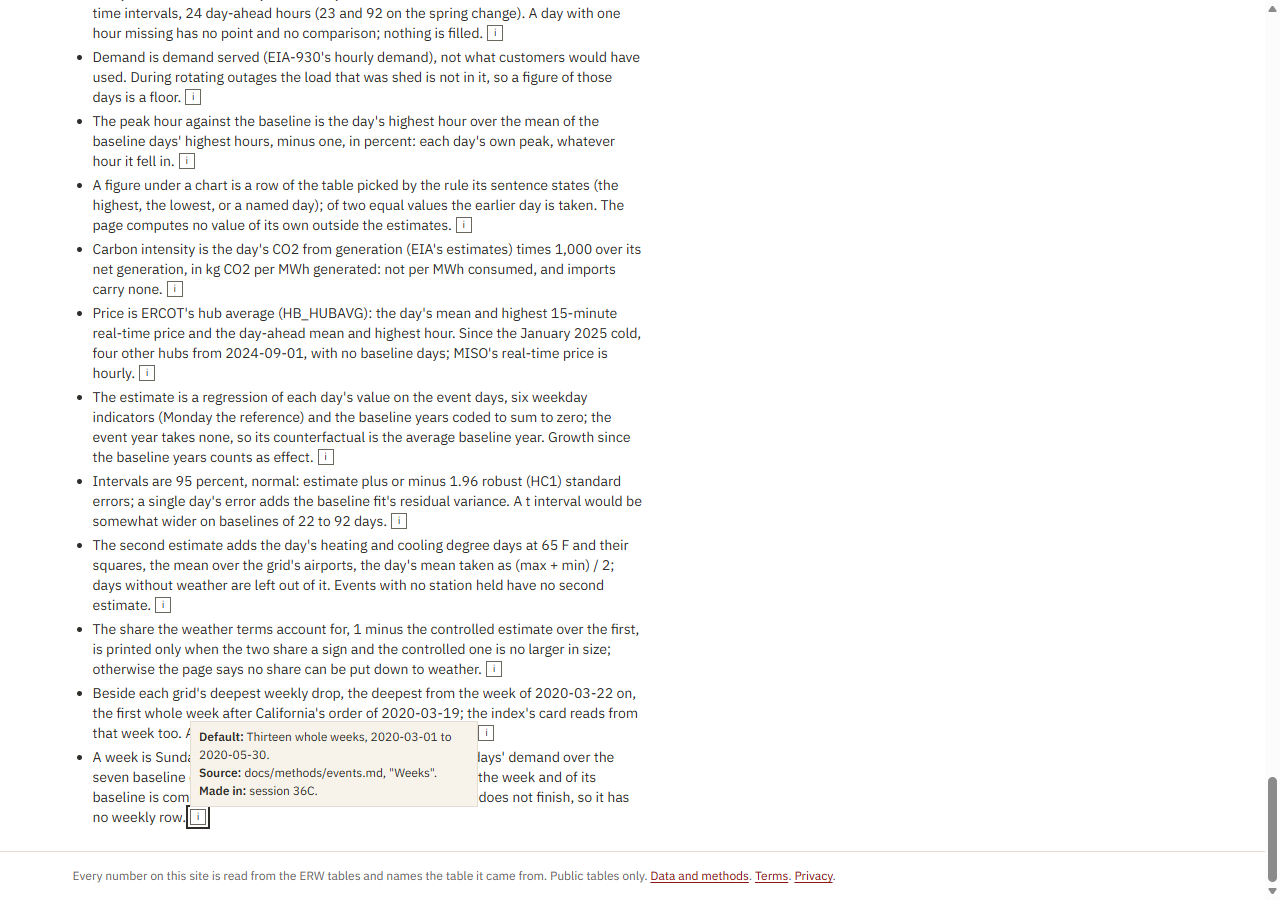 time intervals, 24 day-ahead hours (23 and 92 on the spring change). A day with one
hour missing has no point and no comparison; nothing is filled. i
Demand is demand served (EIA-930's hourly demand), not what customers would have
used. During rotating outages the load that was shed is not in it, so a figure of those
days is a floor. i
The peak hour against the baseline is the day's highest hour over the mean of the
baseline days' highest hours, minus one, in percent: each day's own peak, whatever
hour it fell in. i
A figure under a chart is a row of the table picked by the rule its sentence states (the
highest, the lowest, or a named day); of two equal values the earlier day is taken. The
page computes no value of its own outside the estimates. i
Carbon intensity is the day's CO2 from generation (EIA's estimates) times 1,000 over its
net generation, in kg CO2 per MWh generated: not per MWh consumed, and imports
carry none. i
Price is ERCOT's hub average (HB_HUBAVG): the day's mean and highest 15-minute
real-time price and the day-ahead mean and highest hour. Since the January 2025 cold,
four other hubs from 2024-09-01, with no baseline days; MISO's real-time price is
hourly. i
The estimate is a regression of each day's value on the event days, six weekday
indicators (Monday the reference) and the baseline years coded to sum to zero; the
event year takes none, so its counterfactual is the average baseline year. Growth since
the baseline years counts as effect. i
Intervals are 95 percent, normal: estimate plus or minus 1.96 robust (HC1) standard
errors; a single day's error adds the baseline fit's residual variance. A t interval would be
somewhat wider on baselines of 22 to 92 days. i
The second estimate adds the day's heating and cooling degree days at 65 F and their
squares, the mean over the grid's airports, the day's mean taken as (max + min) / 2;
days without weather are left out of it. Events with no station held have no second
estimate. i
The share the weather terms account for, 1 minus the controlled estimate over the first,
is printed only when the two share a sign and the controlled one is no larger in size;
otherwise the page says no share can be put down to weather. i
Beside each grid's deepest weekly drop, the deepest from the week of 2020-03-22 on,
the first whole week after California's order of 2020-03-19; the index's card reads from
that week too. i
A week is demand over the
seven baseline the week and of its
baseline is does not finish, so it has
no weekly row. i
Default: Thirteen whole weeks, 2020-03-01 to
2020-05-30.
Source: docs/methods/events.md, "Weeks".
Made in: session 36C.
Every number on this site is read from the ERW tables and names the table it came from. Public tables only. Data and methods. Terms. Privacy.